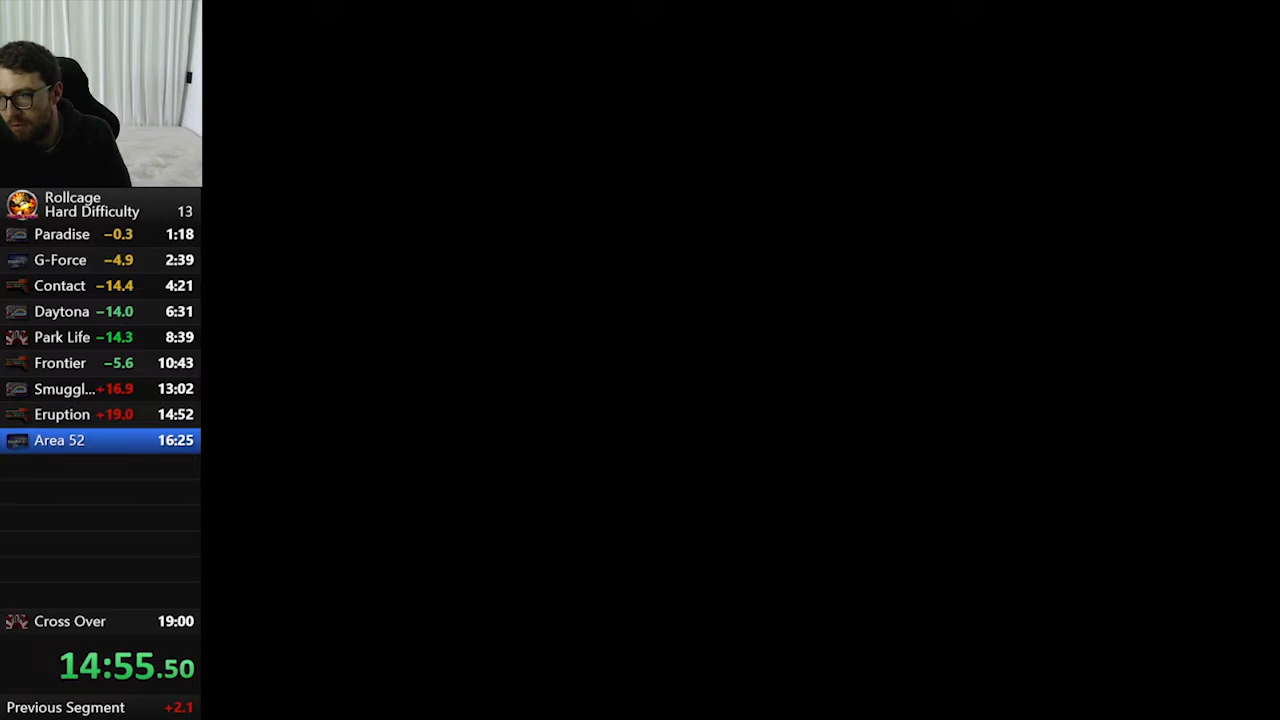 Rollcage
Hard Difficulty 13
Paradise −0.3 1:18
G-Force −4.9 2:39
Contact −14.4 4:21
Daytona −14.0 6:31
Park Life −14.3 8:39
Frontier −5.6 10:43
Smuggl... +16.9 13:02
Eruption +19.0 14:52
Area 52 16:25
Cross Over 19:00
14:55.50
Previous Segment +2.1